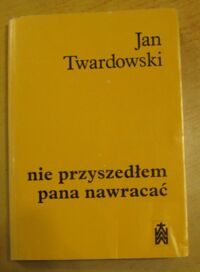 Jan
Twardowski
nie przyszedłem
pana nawracać